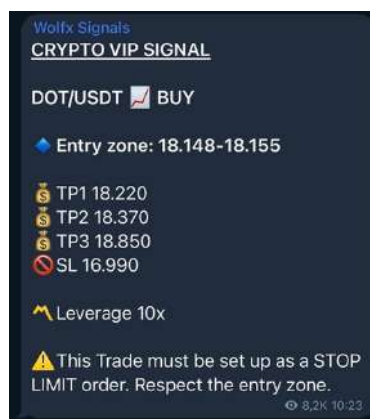 Wolfx Signals
CRYPTO VIP SIGNAL
DOT/USDT 📈 BUY
🔹 Entry zone: 18.148-18.155
💰 TP1 18.220
💰 TP2 18.370
💰 TP3 18.850
🚫 SL 16.990
〽️ Leverage 10x
⚠️ This Trade must be set up as a STOP
LIMIT order. Respect the entry zone.
8,2K 10:23